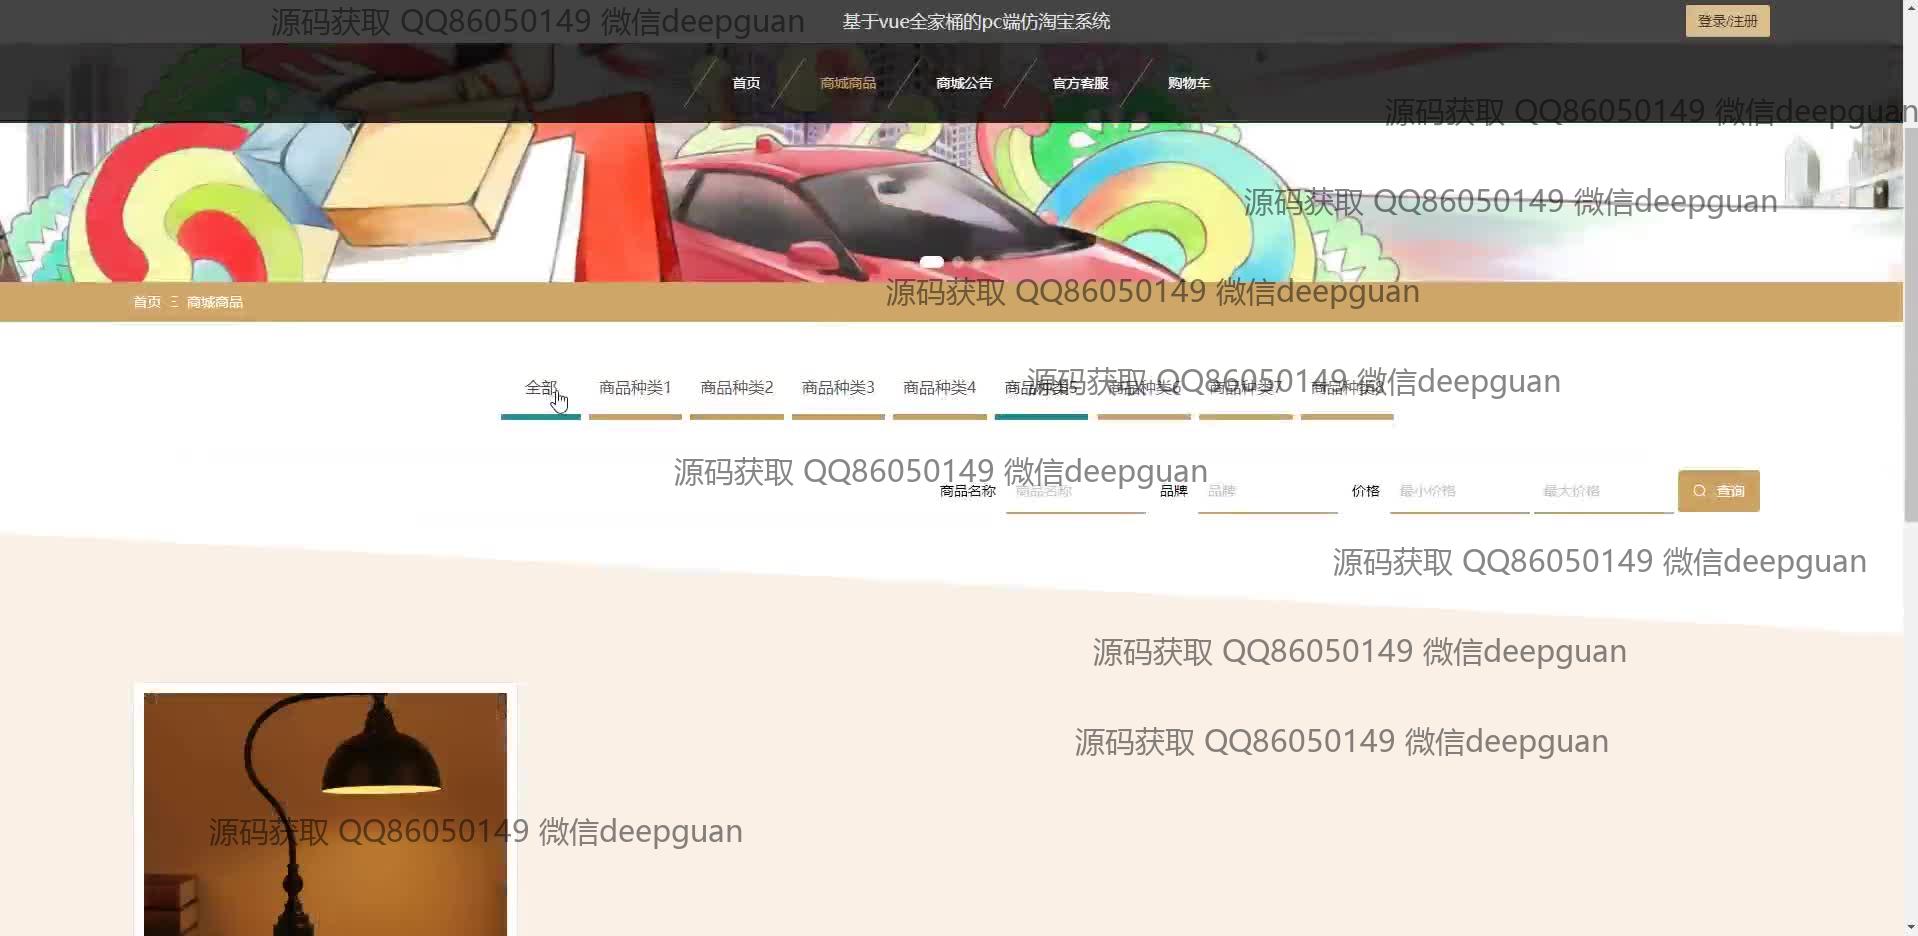 源码获取 QQ86050149 微信deepguan
基于vue全家桶的pc端仿淘宝系统
登录/注册
首页 商城商品 商城公告 官方客服 购物车
源码获取 QQ86050149 微信deepguan
源码获取 QQ86050149 微信deepguan
源码获取 QQ86050149 微信deepguan
首页 商城商品
源码获取 QQ86050149 微信deepguan
全部 商品种类1 商品种类2 商品种类3 商品种类4 商品种类5 商品种类6 商品种类7 商品种类8
源码获取 QQ86050149 微信deepguan
商品名称 商品名称 品牌 品牌 价格 最小价格 最大价格 查询
源码获取 QQ86050149 微信deepguan
源码获取 QQ86050149 微信deepguan
源码获取 QQ86050149 微信deepguan
源码获取 QQ86050149 微信deepguan